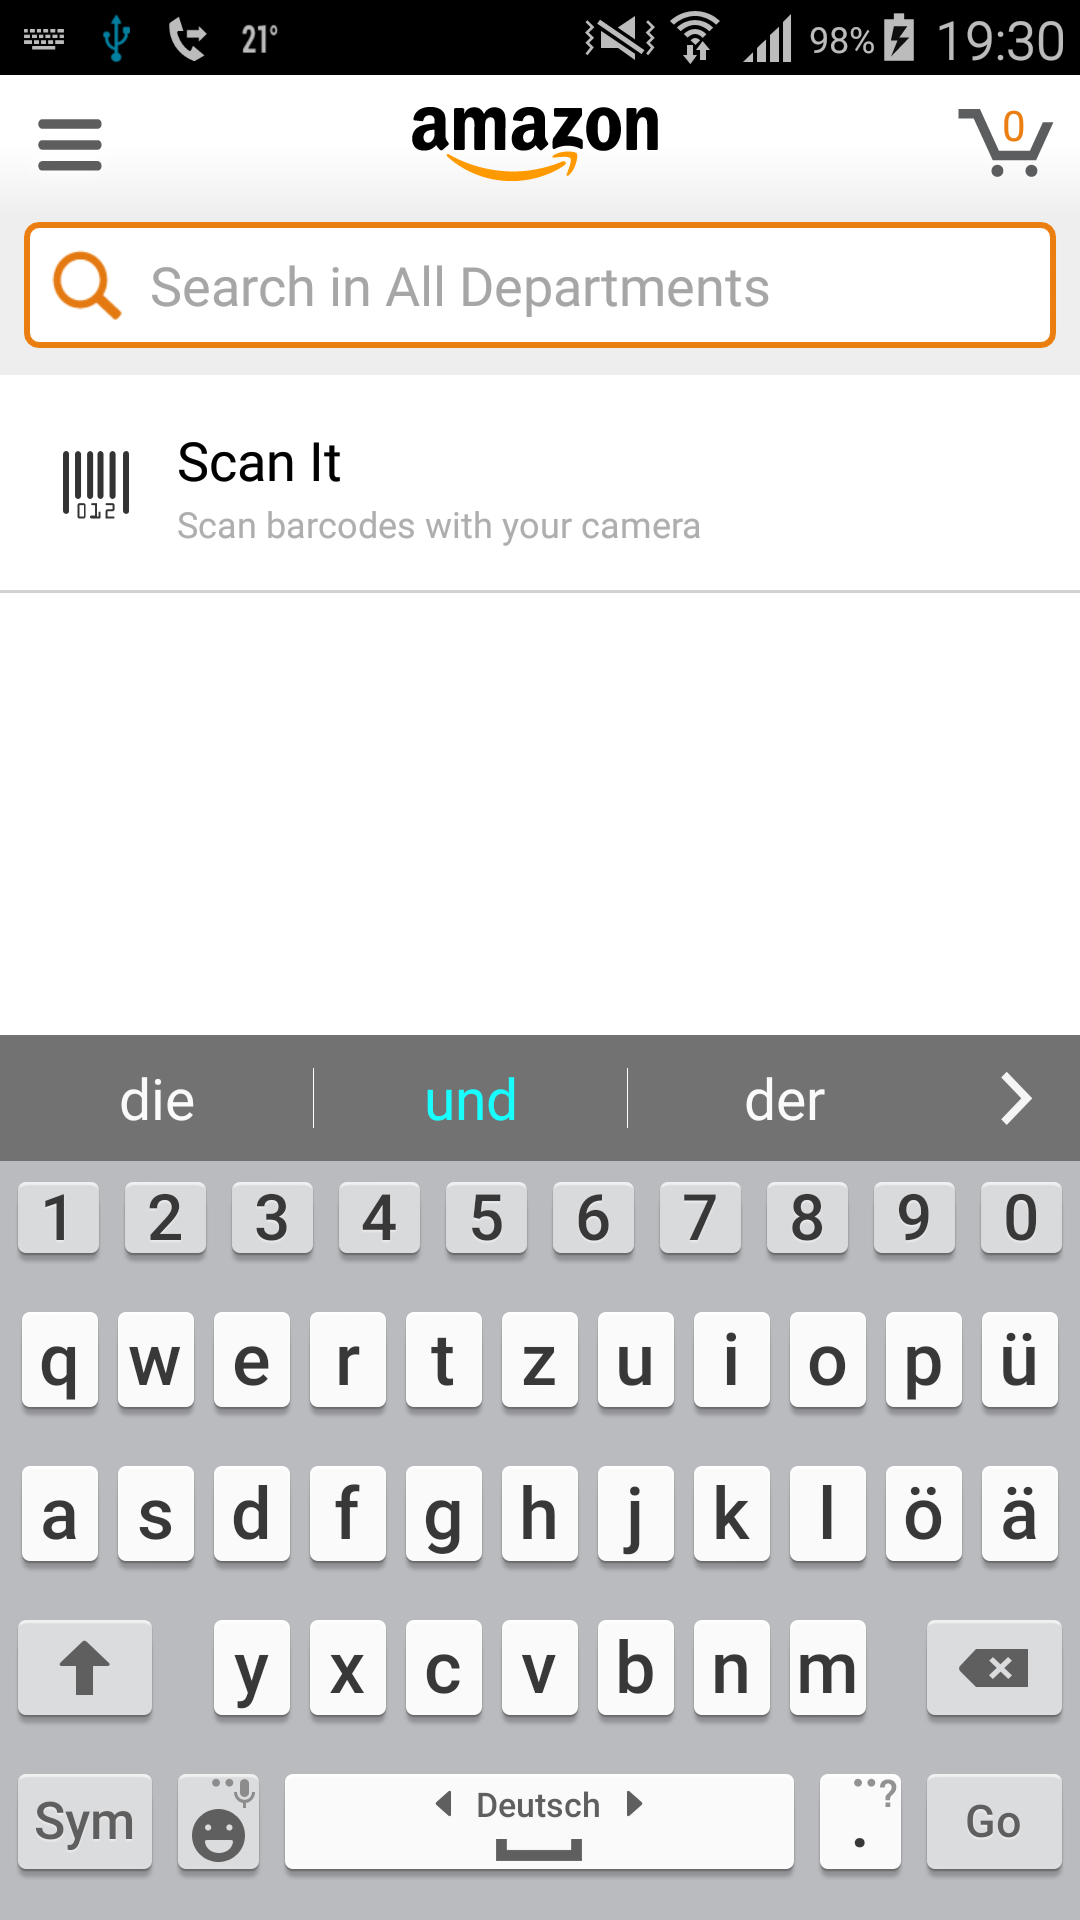 21° 98% 19:30
amazon 0
Search in All Departments
Scan It
012
Scan barcodes with your camera
die und der
1 2 3 4 5 6 7 8 9 0
q w e r t z u i o p ü
a s d f g h j k l ö ä
y x c v b n m
Sym Deutsch . ? Go